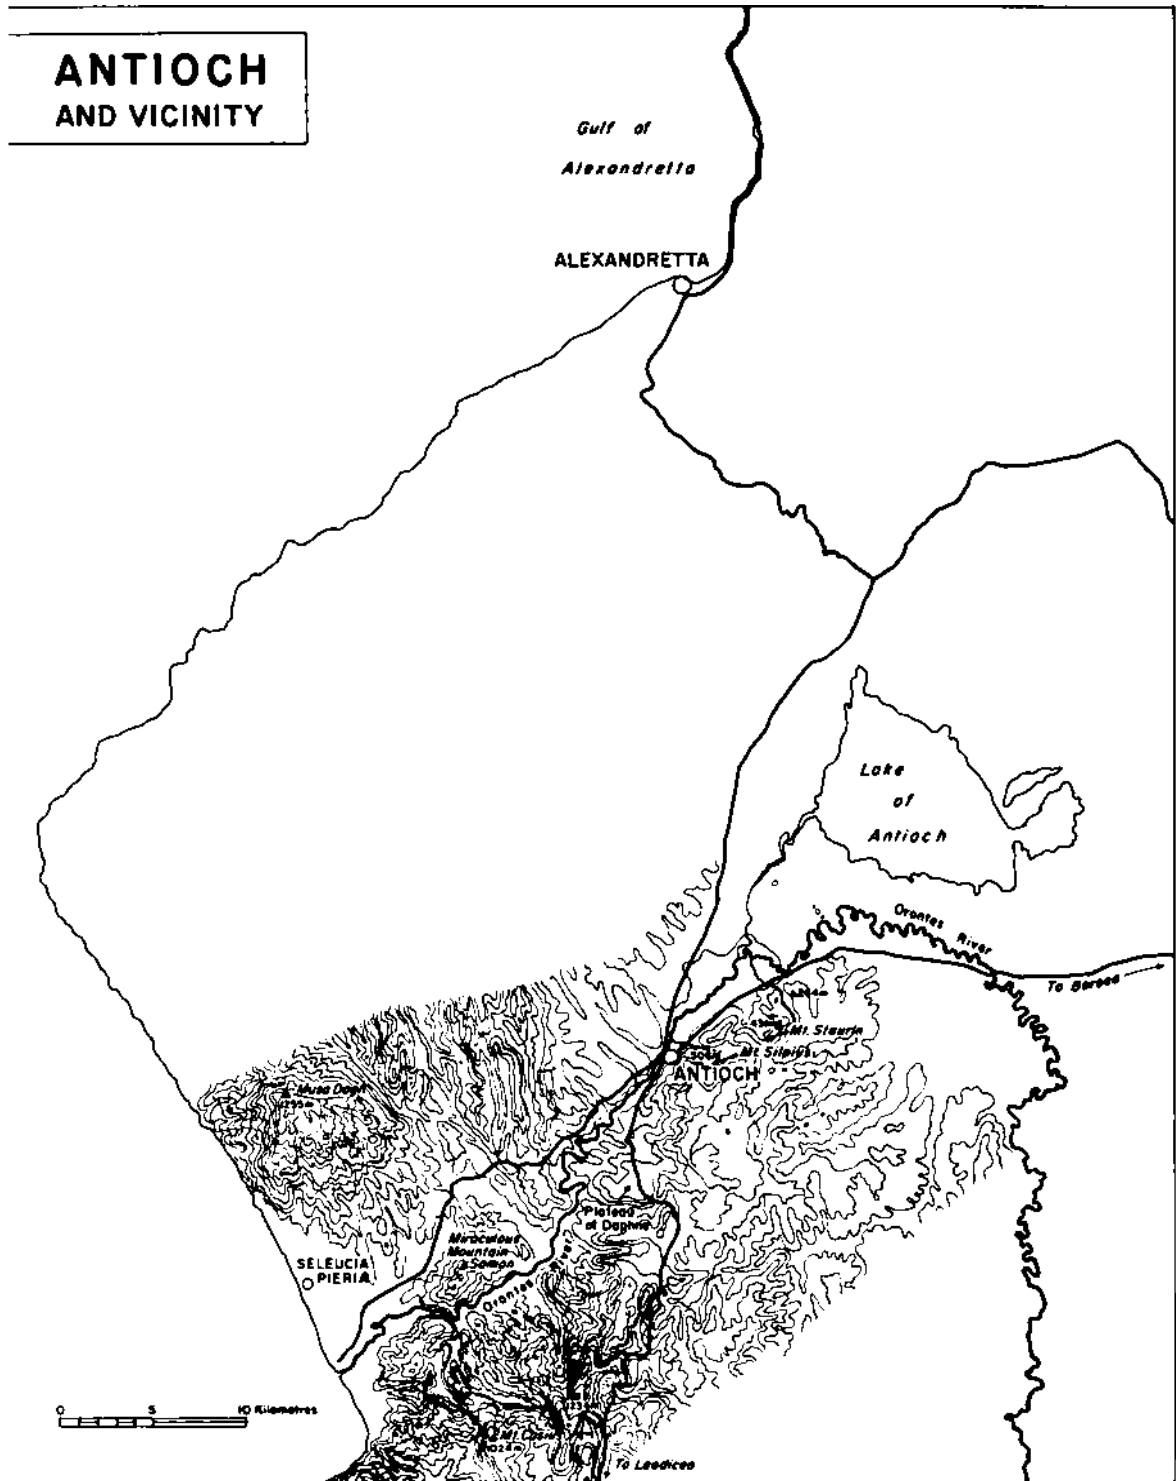 ANTIOCH
AND VICINITY
Gulf of
Alexandretta
ALEXANDRETTA
Lake
of
Antioch
Orontes River
To Beroea
Mt. Staurin
Mt. Silpius
ANTIOCH
Musa Dagh
1295m
Plateau
of Daphne
Miraculous
Mountain
Samon
SELEUCIA
PIERIA
Orontes River
0 5 10 Kilometres
Mt. Casius
To Laodicea